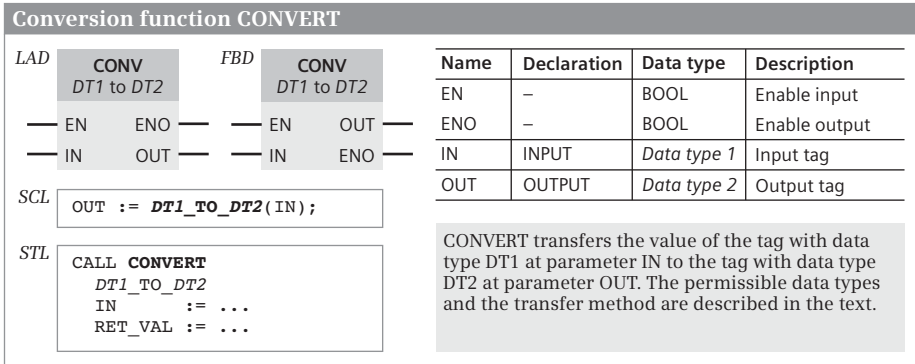 Conversion function CONVERT
LAD
CONV
DT1 to DT2
EN ENO
IN OUT
FBD
CONV
DT1 to DT2
EN OUT
IN ENO
SCL
OUT := DT1_TO_DT2(IN);
STL
CALL CONVERT
DT1_TO_DT2
IN := ...
RET_VAL := ...
Name Declaration Data type Description
EN – BOOL Enable input
ENO – BOOL Enable output
IN INPUT Data type 1 Input tag
OUT OUTPUT Data type 2 Output tag
CONVERT transfers the value of the tag with data
type DT1 at parameter IN to the tag with data type
DT2 at parameter OUT. The permissible data types
and the transfer method are described in the text.